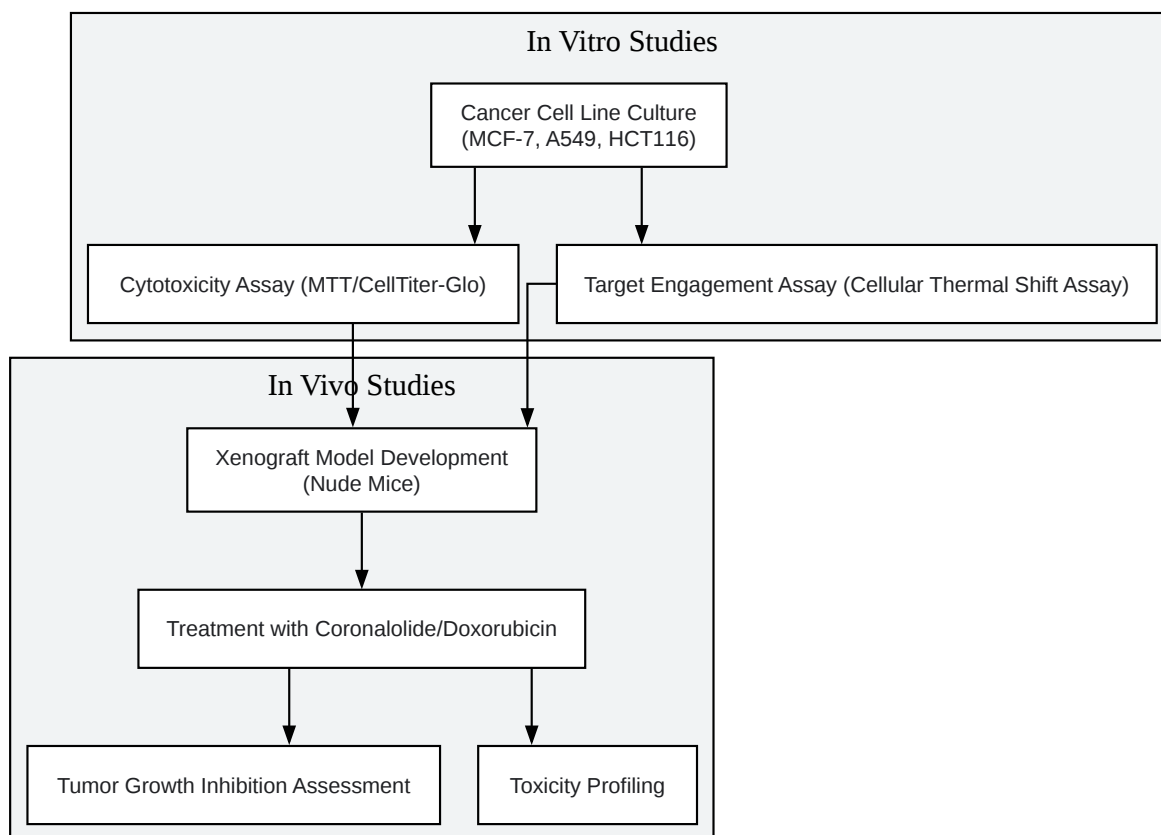 In Vitro Studies
Cancer Cell Line Culture
(MCF-7, A549, HCT116)
Cytotoxicity Assay (MTT/CellTiter-Glo)
Target Engagement Assay (Cellular Thermal Shift Assay)
In Vivo Studies
Xenograft Model Development
(Nude Mice)
Treatment with Coronalolide/Doxorubicin
Tumor Growth Inhibition Assessment
Toxicity Profiling